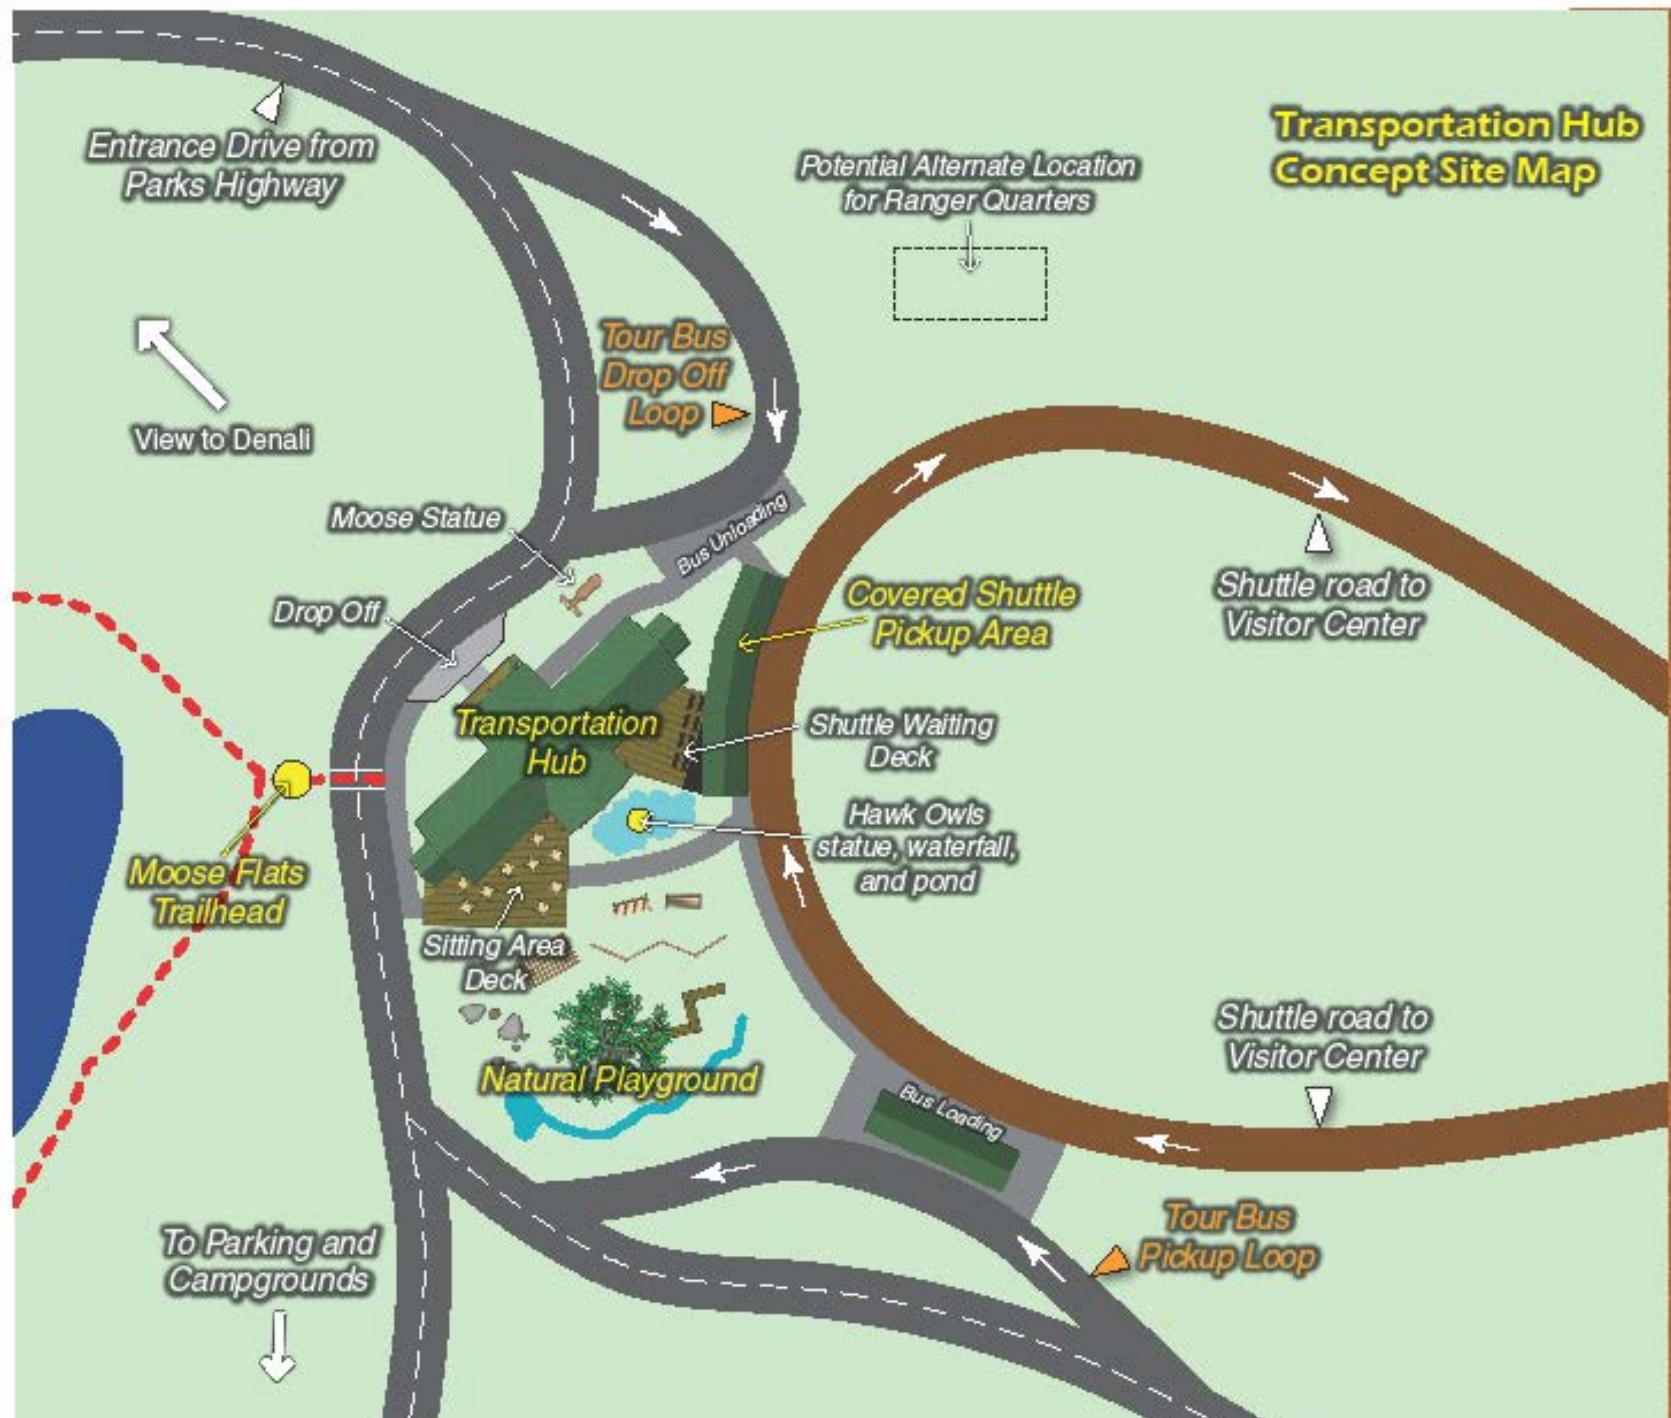 Transportation Hub
Concept Site Map
Entrance Drive from
Parks Highway
Potential Alternate Location
for Ranger Quarters
Tour Bus
Drop Off
Loop
View to Denali
Moose Statue
Bus Unloading
Drop Off
Covered Shuttle
Pickup Area
Shuttle road to
Visitor Center
Transportation
Hub
Shuttle Waiting
Deck
Hawk Owls
statue, waterfall,
and pond
Moose Flats
Trailhead
Sitting Area
Deck
Natural Playground
Shuttle road to
Visitor Center
Bus Loading
Tour Bus
Pickup Loop
To Parking and
Campgrounds